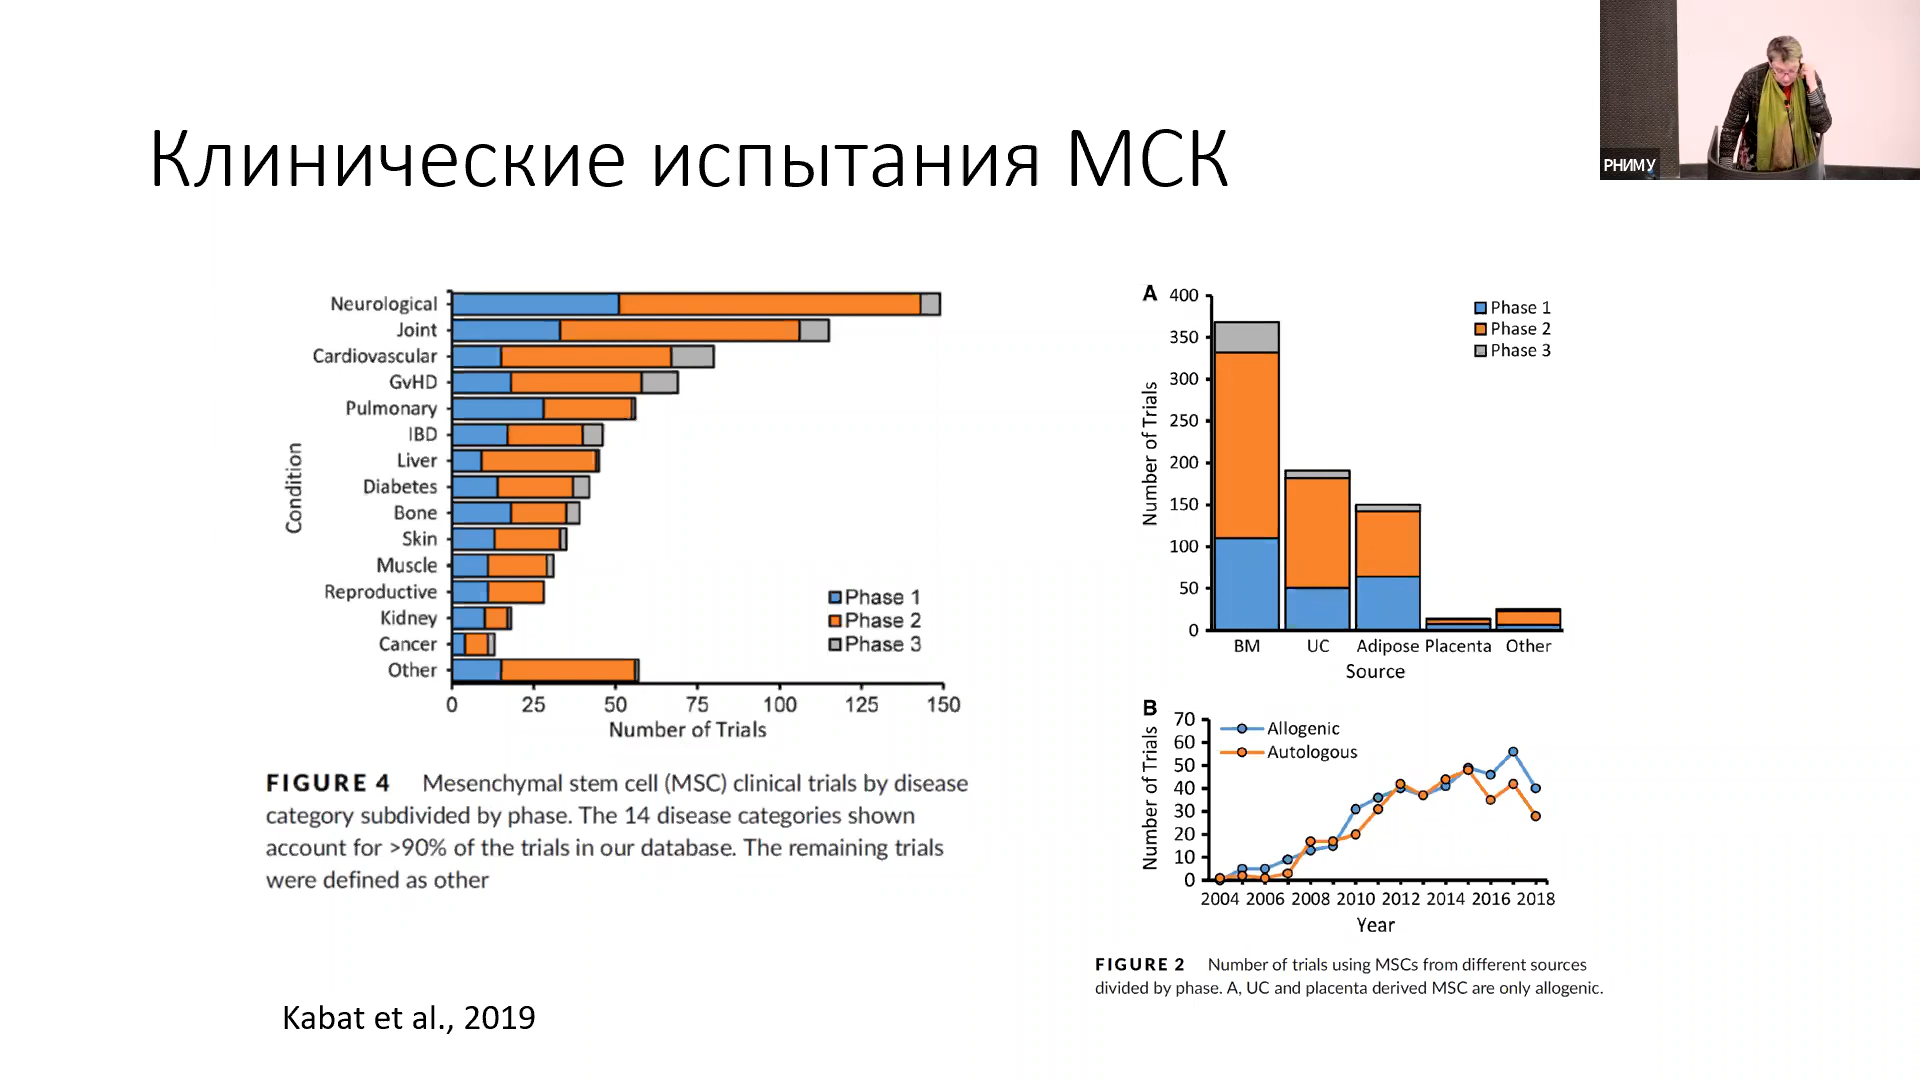 Клинические испытания МСК
РНИМУ
Condition
Neurological
Joint
Cardiovascular
GvHD
Pulmonary
IBD
Liver
Diabetes
Bone
Skin
Muscle
Reproductive
Kidney
Cancer
Other
Phase 1
Phase 2
Phase 3
0 25 50 75 100 125 150
Number of Trials
FIGURE 4 Mesenchymal stem cell (MSC) clinical trials by disease
category subdivided by phase. The 14 disease categories shown
account for >90% of the trials in our database. The remaining trials
were defined as other
Kabat et al., 2019
A
Number of Trials
400
350
300
250
200
150
100
50
0
Phase 1
Phase 2
Phase 3
BM UC Adipose Placenta Other
Source
B
Number of Trials
70
60
50
40
30
20
10
0
Allogenic
Autologous
2004 2006 2008 2010 2012 2014 2016 2018
Year
FIGURE 2 Number of trials using MSCs from different sources
divided by phase. A, UC and placenta derived MSC are only allogenic.